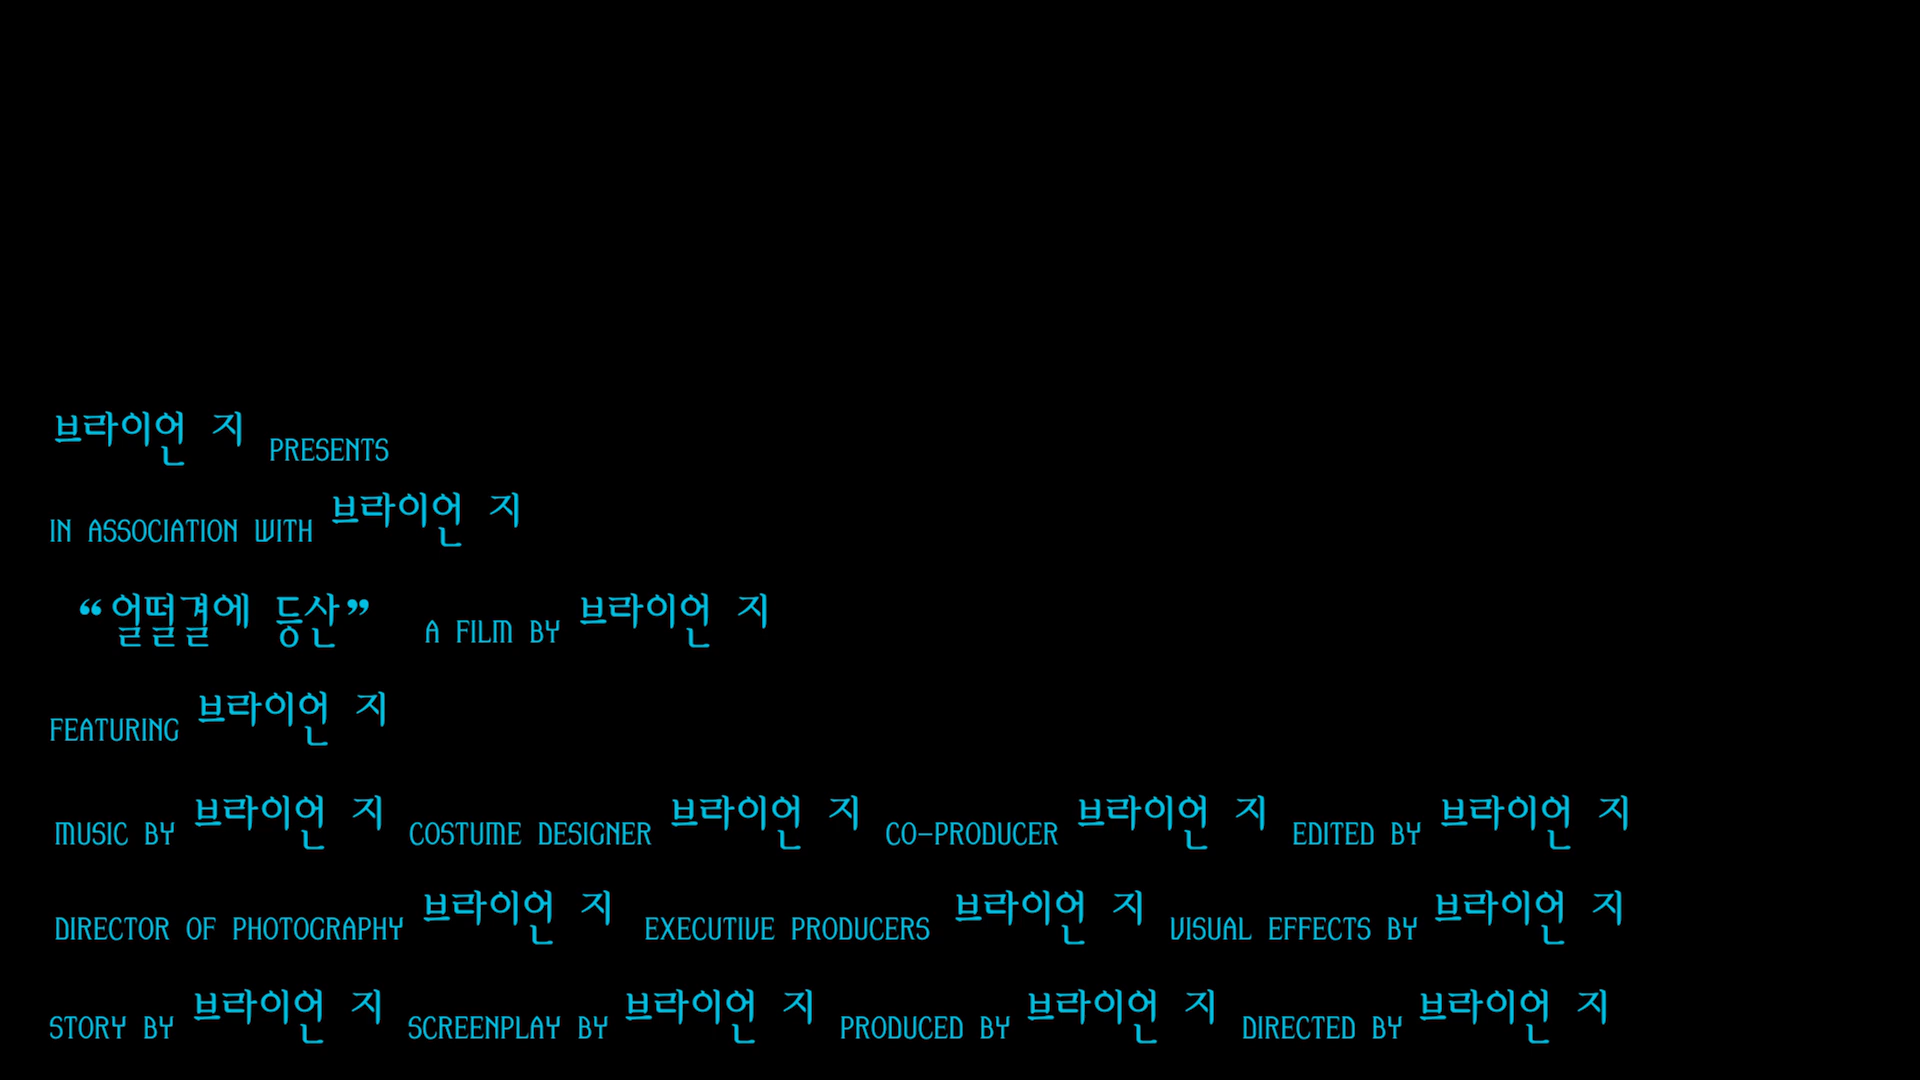 브라이언 지 PRESENTS
IN ASSOCIATION WITH 브라이언 지
“얼떨결에 등산” A FILM BY 브라이언 지
FEATURING 브라이언 지
MUSIC BY 브라이언 지 COSTUME DESIGNER 브라이언 지 CO-PRODUCER 브라이언 지 EDITED BY 브라이언 지
DIRECTOR OF PHOTOGRAPHY 브라이언 지 EXECUTIVE PRODUCERS 브라이언 지 VISUAL EFFECTS BY 브라이언 지
STORY BY 브라이언 지 SCREENPLAY BY 브라이언 지 PRODUCED BY 브라이언 지 DIRECTED BY 브라이언 지